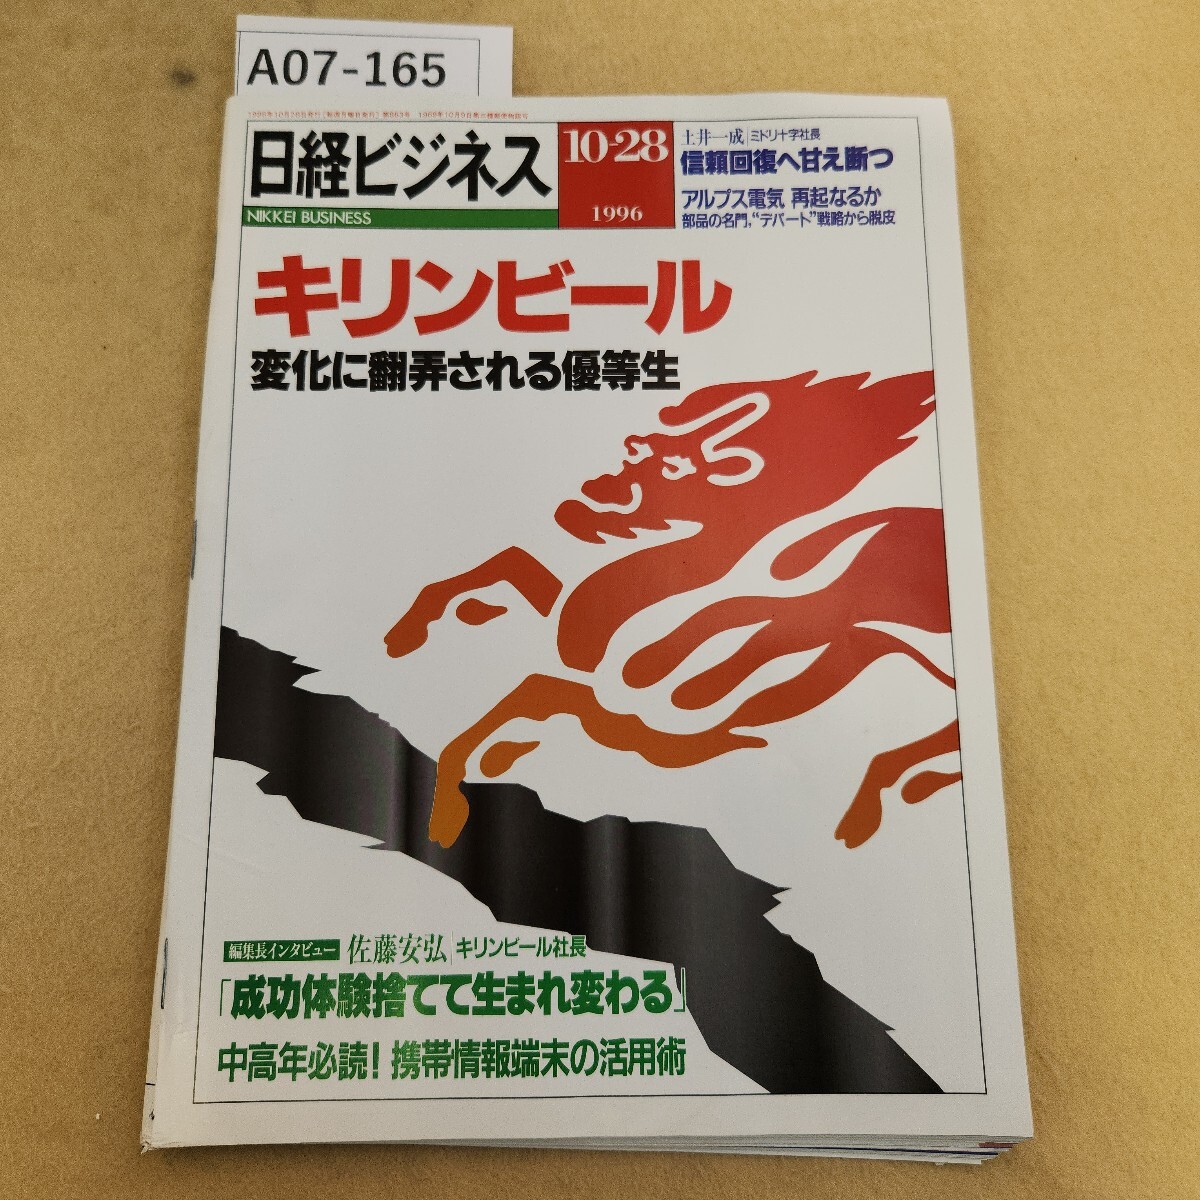 A07-165
日経ビジネス
NIKKEI BUSINESS
10-28
1996
土井一成 ミドリ十字社長
信頼回復へ甘え断つ
アルプス電気 再起なるか
部品の名門,“デパート”戦略から脱皮
キリンビール
変化に翻弄される優等生
編集長インタビュー 佐藤安弘 キリンビール社長
「成功体験捨てて生まれ変わる」
中高年必読! 携帯情報端末の活用術